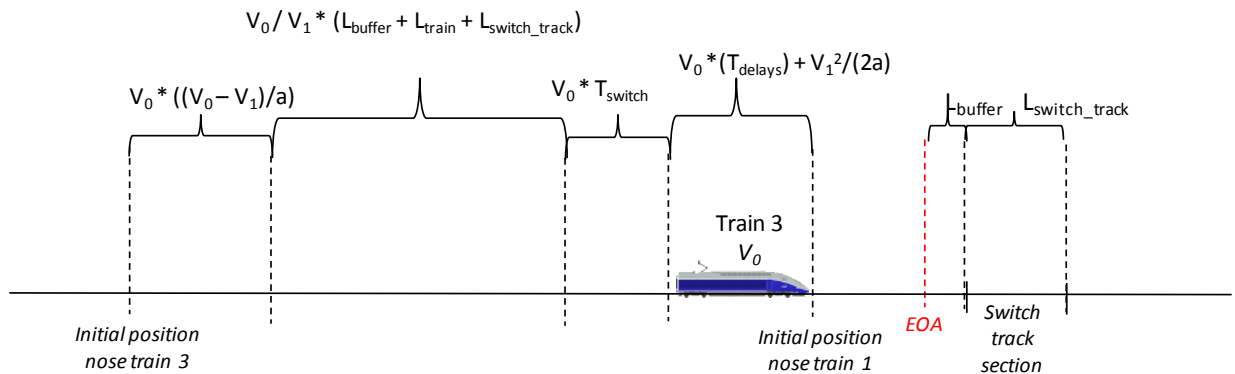 V₀ / V₁ * (L_buffer + L_train + L_switch_track)
V₀ * ((V₀ – V₁)/a)
V₀ * T_switch
V₀ * (T_delays) + V₁²/(2a)
L_buffer
L_switch_track
Train 3
V₀
Initial position
nose train 3
Initial position
nose train 1
EOA
Switch
track
section